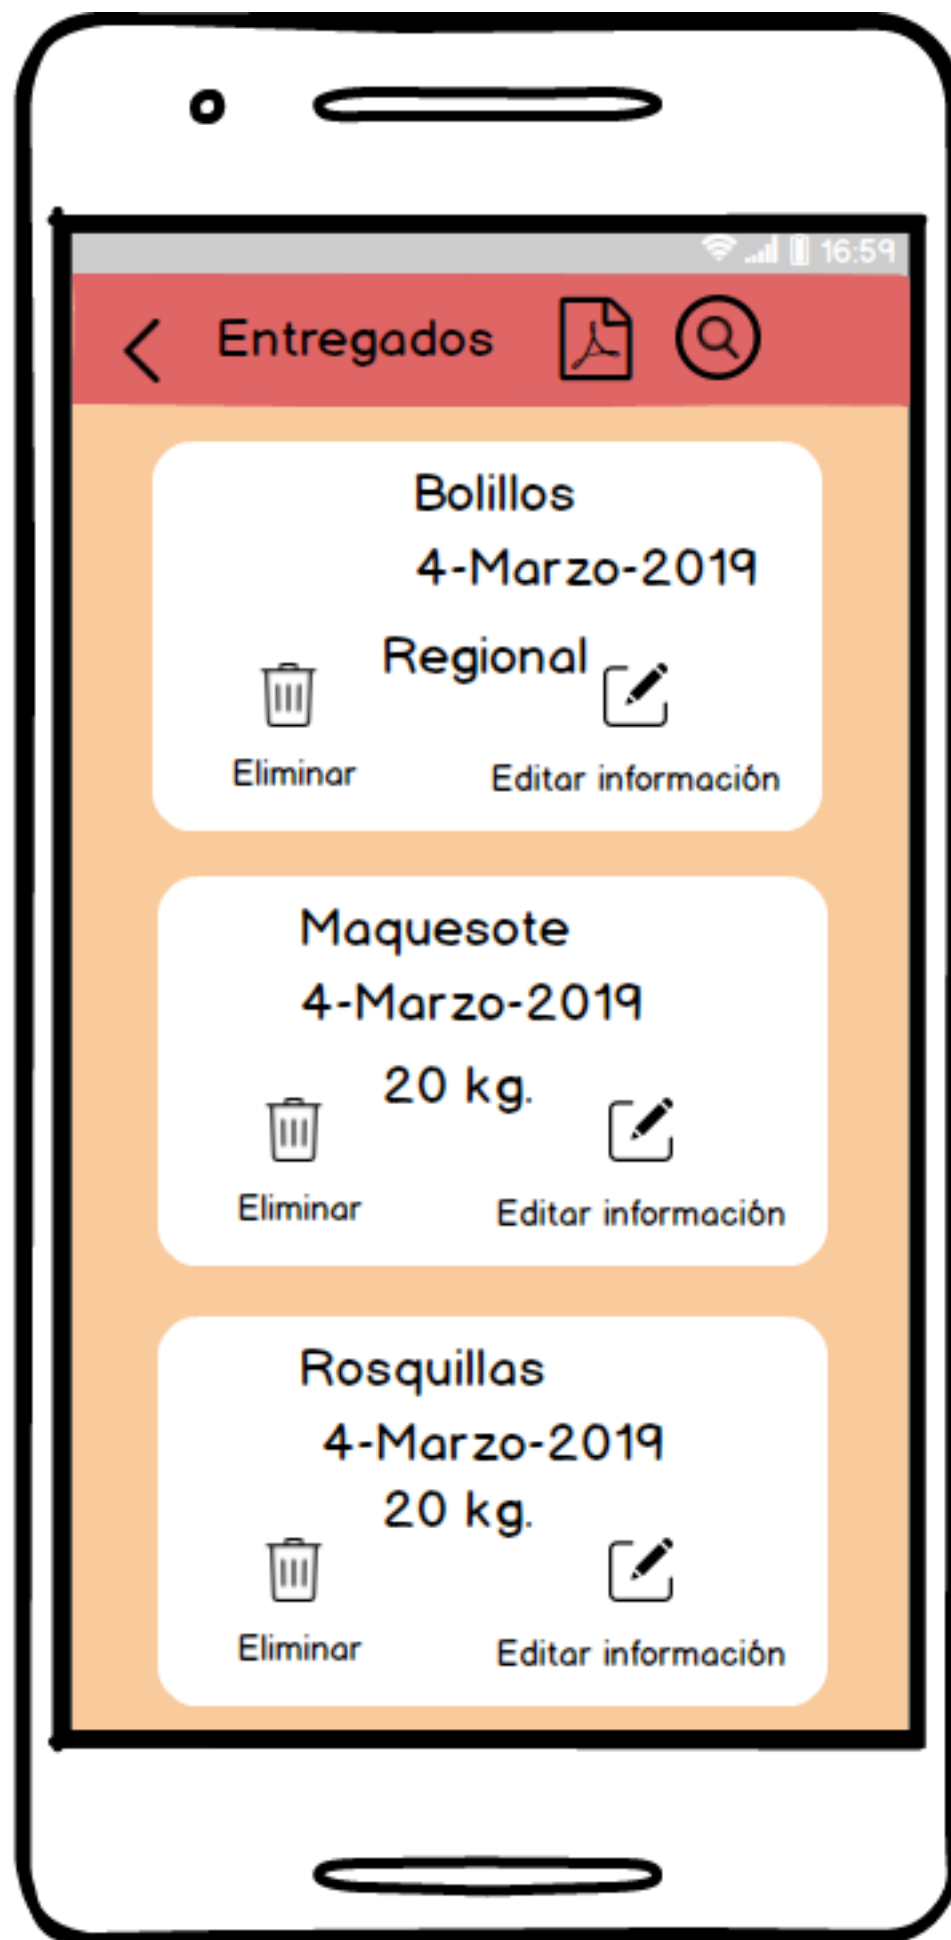 16:59
Entregados
Bolillos
4-Marzo-2019
Regional
Eliminar
Editar información
Maquesote
4-Marzo-2019
20 kg.
Eliminar
Editar información
Rosquillas
4-Marzo-2019
20 kg.
Eliminar
Editar información